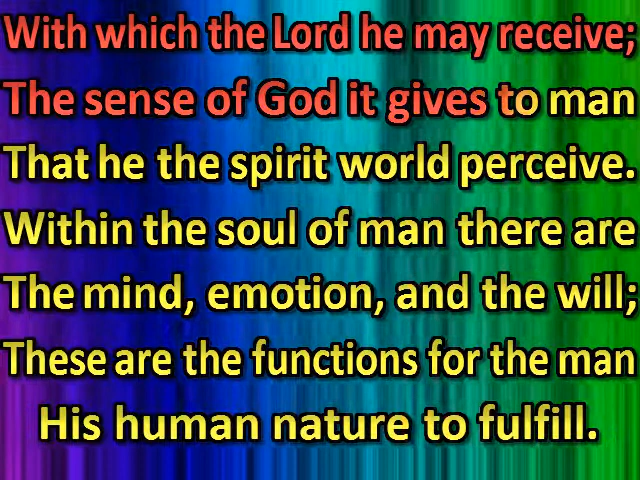 With which the Lord he may receive;
The sense of God it gives to man
That he the spirit world perceive.
Within the soul of man there are
The mind, emotion, and the will;
These are the functions for the man
His human nature to fulfill.